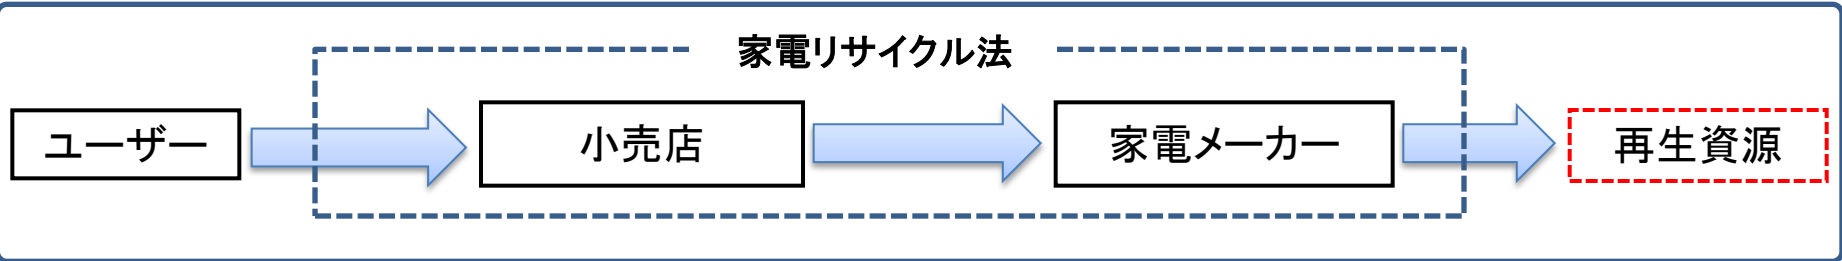 家電リサイクル法
ユーザー
小売店
家電メーカー
再生資源